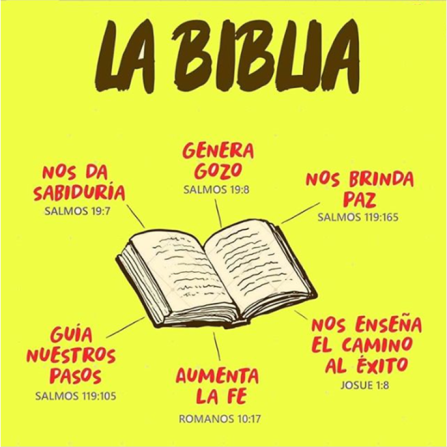 LA BIBLIA
GENERA
GOZO
SALMOS 19:8
NOS DA
SABIDURÍA
SALMOS 19:7
NOS BRINDA
PAZ
SALMOS 119:165
GUÍA
NUESTROS
PASOS
SALMOS 119:105
AUMENTA
LA FE
ROMANOS 10:17
NOS ENSEÑA
EL CAMINO
AL ÉXITO
JOSUE 1:8